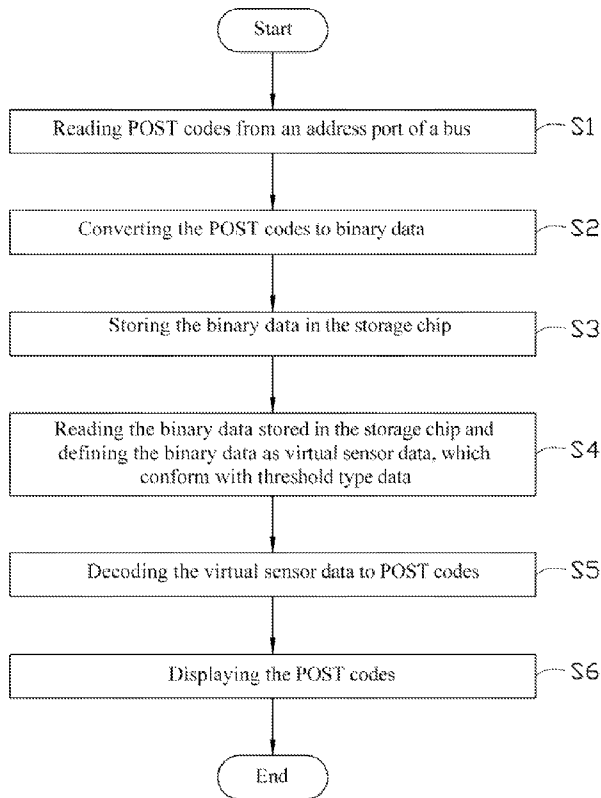 Start
Reading POST codes from an address port of a bus
S1
Converting the POST codes to binary data
S2
Storing the binary data in the storage chip
S3
Reading the binary data stored in the storage chip and
defining the binary data as virtual sensor data, which
conform with threshold type data
S4
Decoding the virtual sensor data to POST codes
S5
Displaying the POST codes
S6
End